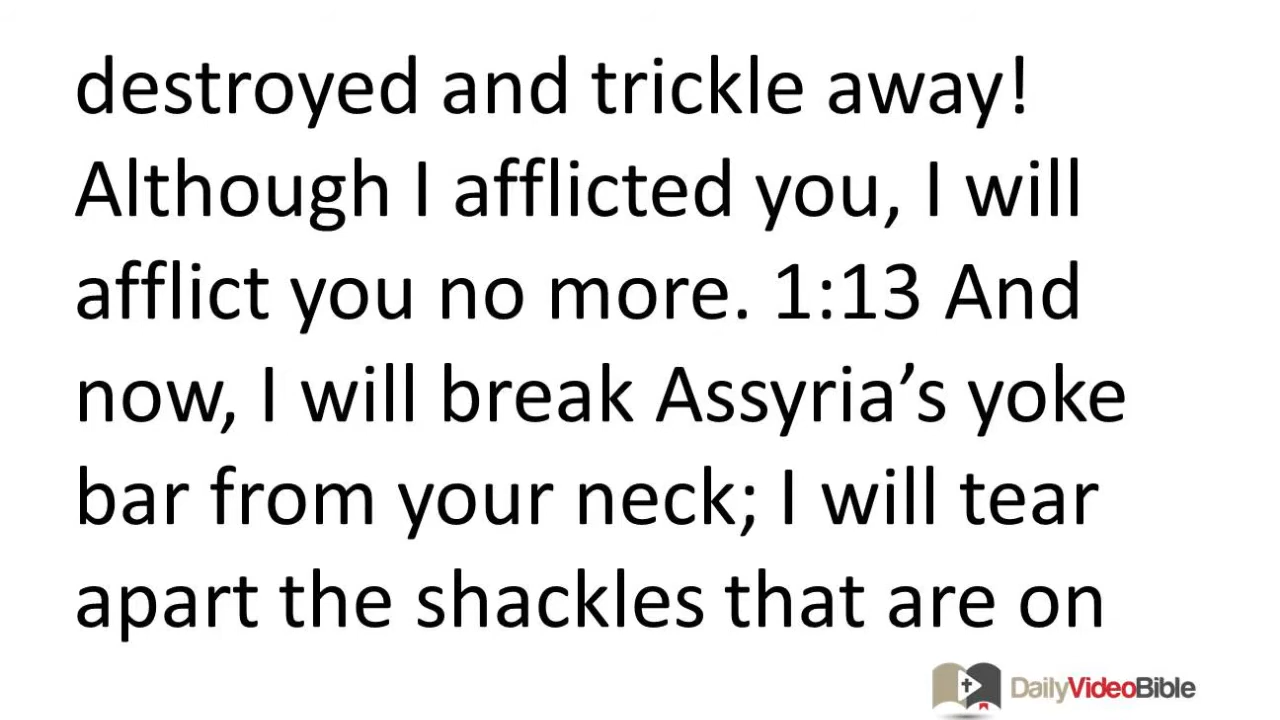 destroyed and trickle away!
Although I afflicted you, I will
afflict you no more. 1:13 And
now, I will break Assyria’s yoke
bar from your neck; I will tear
apart the shackles that are on
DailyVideoBible